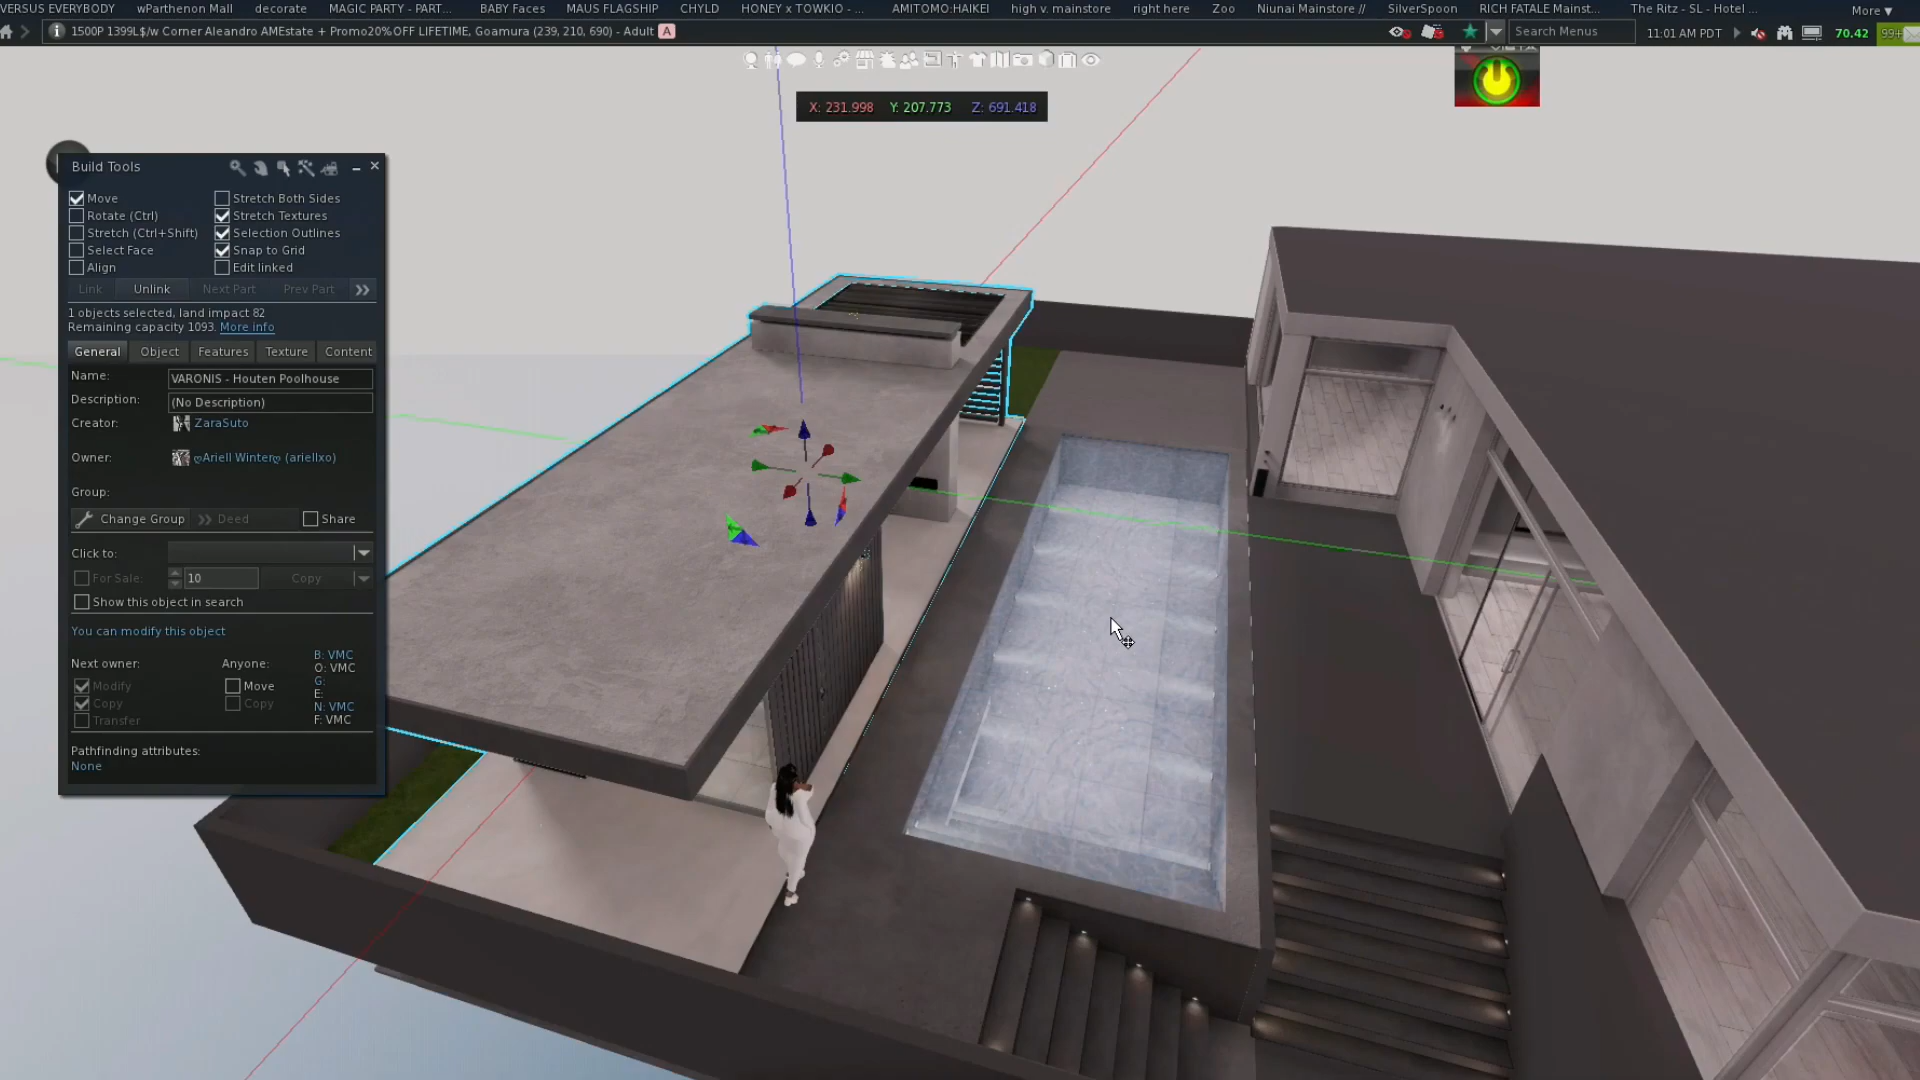 VERSUS EVERYBODY wParthenon Mall decorate MAGIC PARTY - PART... BABY Faces MAUS FLAGSHIP CHYLD HONEY x TOWKIO - ... AMITOMO:HAIKEI high v. mainstore right here Zoo Niunai Mainstore // SilverSpoon RICH FATALE Mainst... The Ritz - SL - Hotel ... More ▼
1500P 1399L$/w Corner Aleandro AMEstate + Promo20%OFF LIFETIME, Goamura (239, 210, 690) - Adult A Search Menus 11:01 AM PDT 70.42 99+
X: 231.998 Y: 207.773 Z: 691.418
Build Tools
Move Stretch Both Sides
Rotate (Ctrl) Stretch Textures
Stretch (Ctrl+Shift) Selection Outlines
Select Face Snap to Grid
Align Edit linked
Link Unlink Next Part Prev Part
1 objects selected, land impact 82
Remaining capacity 1093. More info
General Object Features Texture Content
Name: VARONIS - Houten Poolhouse
Description: (No Description)
Creator: ZaraSuto
Owner: ღAriell Winterღ (ariellxo)
Group:
Change Group Deed Share
Click to:
For Sale: 10 Copy
Show this object in search
You can modify this object
Next owner: Anyone:
Modify Move
Copy Copy
Transfer
B: VMC
O: VMC
G:
E:
N: VMC
F: VMC
Pathfinding attributes:
None